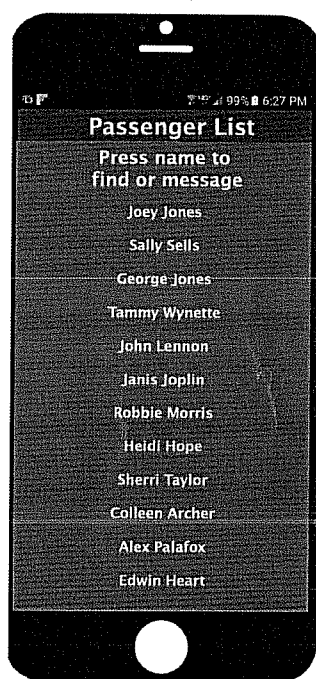 99% 6:27 PM
Passenger List
Press name to
find or message
Joey Jones
Sally Sells
George Jones
Tammy Wynette
John Lennon
Janis Joplin
Robbie Morris
Heidi Hope
Sherri Taylor
Colleen Archer
Alex Palafox
Edwin Heart